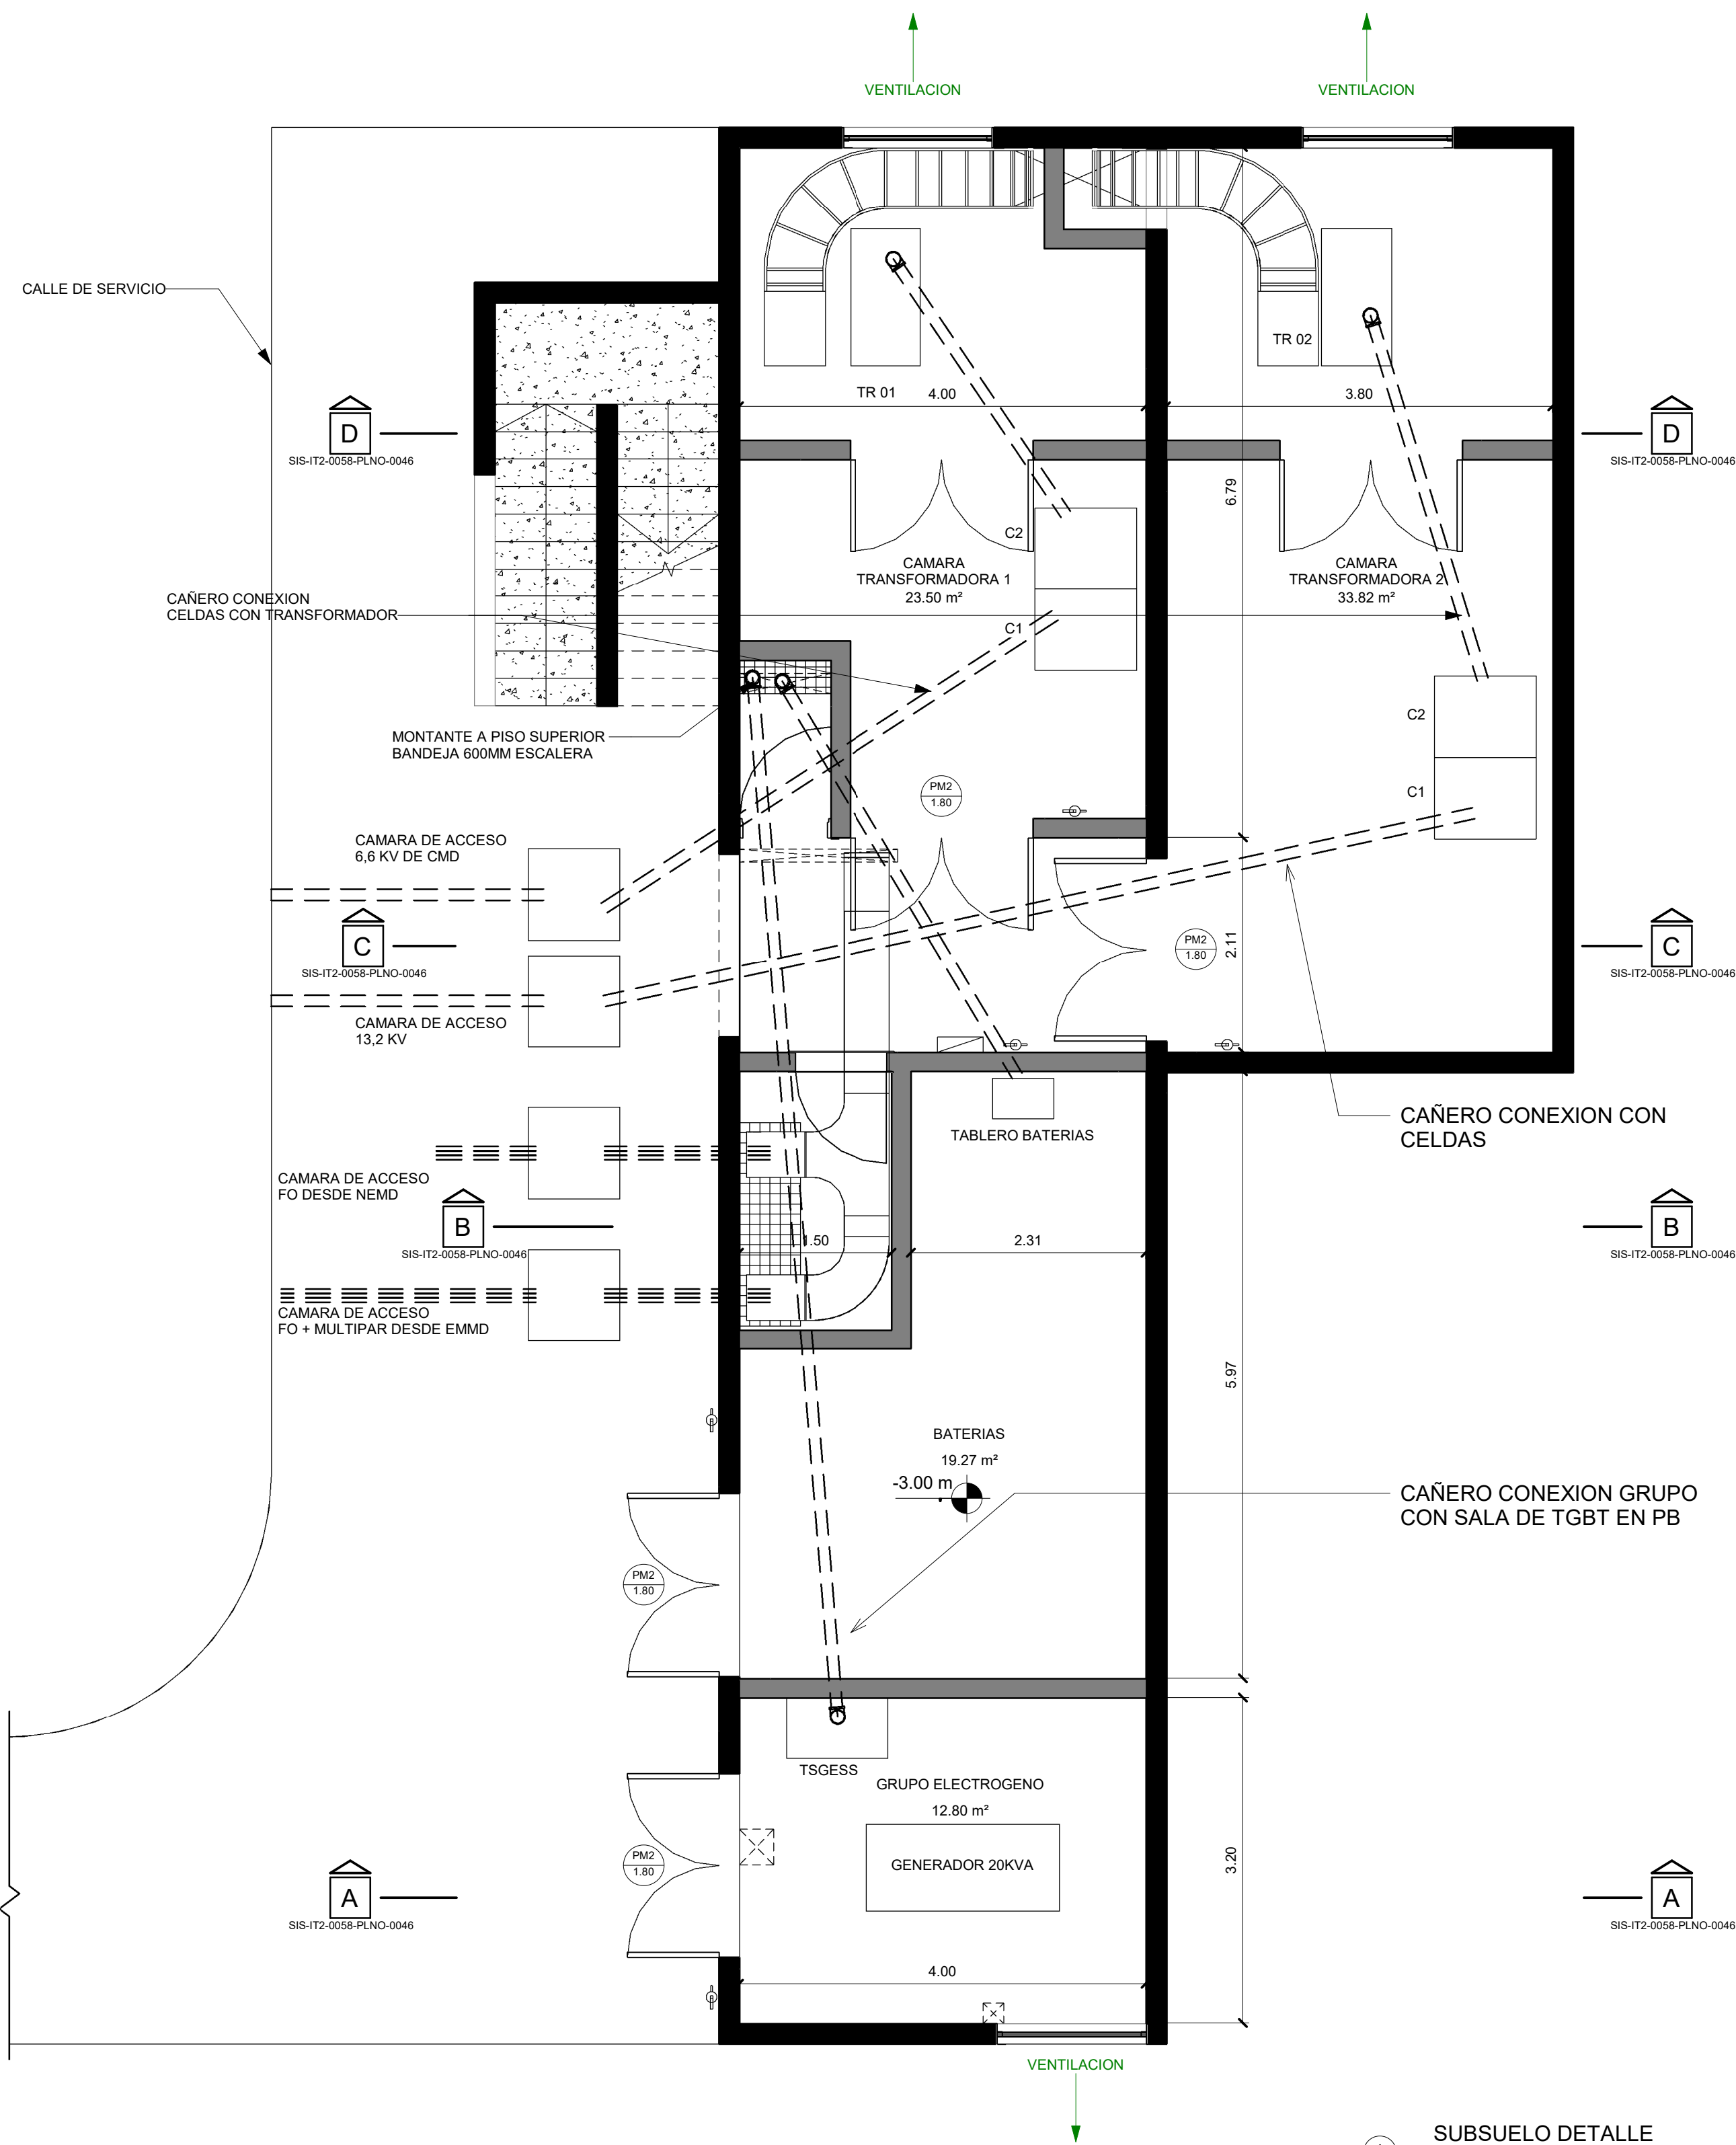 VENTILACION
VENTILACION
CALLE DE SERVICIO
TR 02
TR 01
4.00
3.80
D
SIS-IT2-0058-PLNO-0046
D
SIS-IT2-0058-PLNO-0046
6.79
C2
CAMARA
TRANSFORMADORA 1
23.50 m²
CAMARA
TRANSFORMADORA 2
33.82 m²
CAÑERO CONEXION
CELDAS CON TRANSFORMADOR
C1
C2
MONTANTE A PISO SUPERIOR
BANDEJA 600MM ESCALERA
C1
PM2
1.80
CAMARA DE ACCESO
6,6 KV DE CMD
C
SIS-IT2-0058-PLNO-0046
PM2
1.80
2.11
C
SIS-IT2-0058-PLNO-0046
CAMARA DE ACCESO
13,2 KV
CAÑERO CONEXION CON
CELDAS
TABLERO BATERIAS
CAMARA DE ACCESO
FO DESDE NEMD
B
SIS-IT2-0058-PLNO-0046
1.50
2.31
B
SIS-IT2-0058-PLNO-0046
CAMARA DE ACCESO
FO + MULTIPAR DESDE EMMD
5.97
BATERIAS
19.27 m²
-3.00 m
CAÑERO CONEXION GRUPO
CON SALA DE TGBT EN PB
PM2
1.80
TSGESS
GRUPO ELECTROGENO
12.80 m²
PM2
1.80
GENERADOR 20KVA
3.20
A
SIS-IT2-0058-PLNO-0046
A
SIS-IT2-0058-PLNO-0046
4.00
VENTILACION
SUBSUELO DETALLE